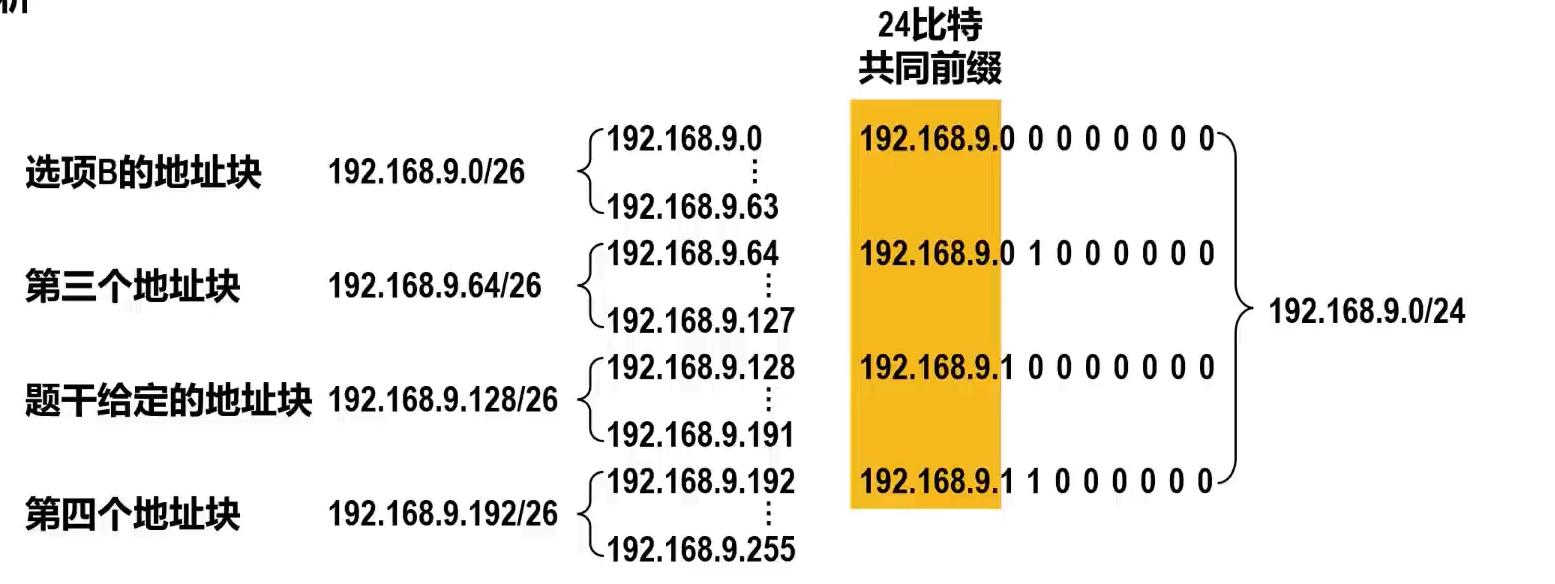 析
24比特
共同前缀
选项B的地址块 192.168.9.0/26 192.168.9.0 ⋮ 192.168.9.63 192.168.9.0 0 0 0 0 0 0 0
第三个地址块 192.168.9.64/26 192.168.9.64 ⋮ 192.168.9.127 192.168.9.0 1 0 0 0 0 0 0
192.168.9.0/24
题干给定的地址块 192.168.9.128/26 192.168.9.128 ⋮ 192.168.9.191 192.168.9.1 0 0 0 0 0 0 0
第四个地址块 192.168.9.192/26 192.168.9.192 ⋮ 192.168.9.255 192.168.9.1 1 0 0 0 0 0 0